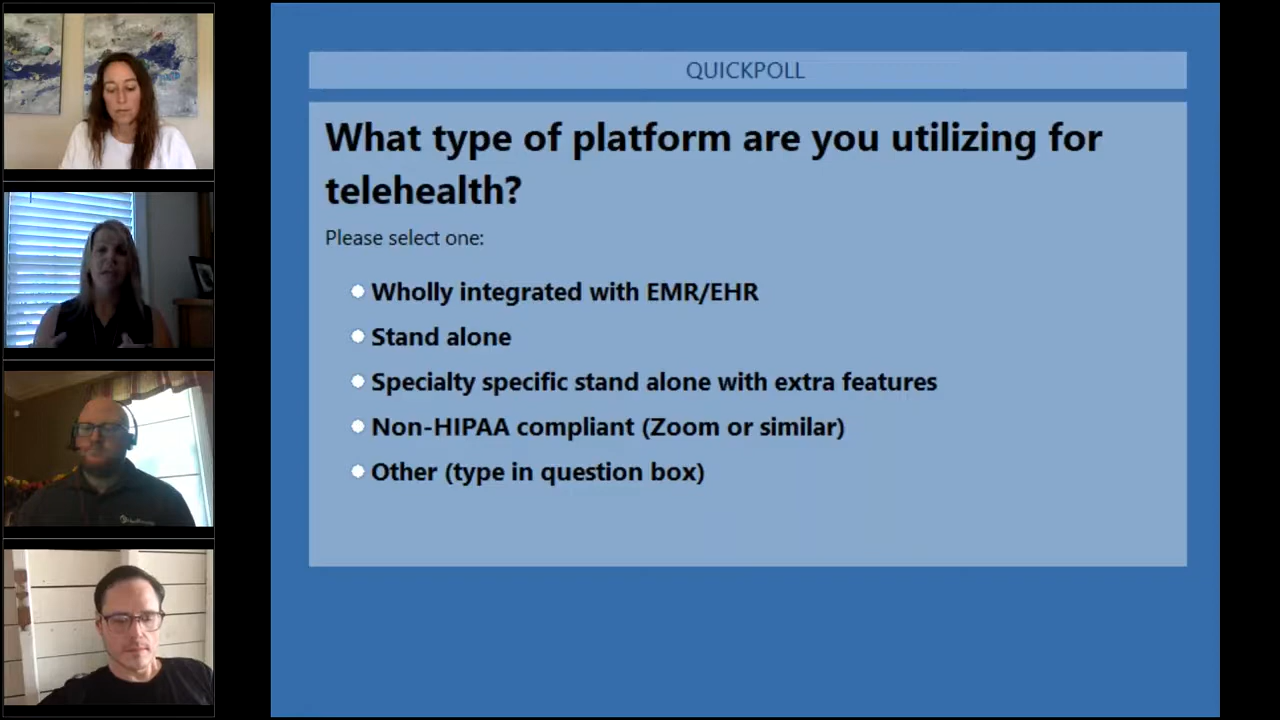 QUICKPOLL
What type of platform are you utilizing for
telehealth?
Please select one:
Wholly integrated with EMR/EHR
Stand alone
Specialty specific stand alone with extra features
Non-HIPAA compliant (Zoom or similar)
Other (type in question box)